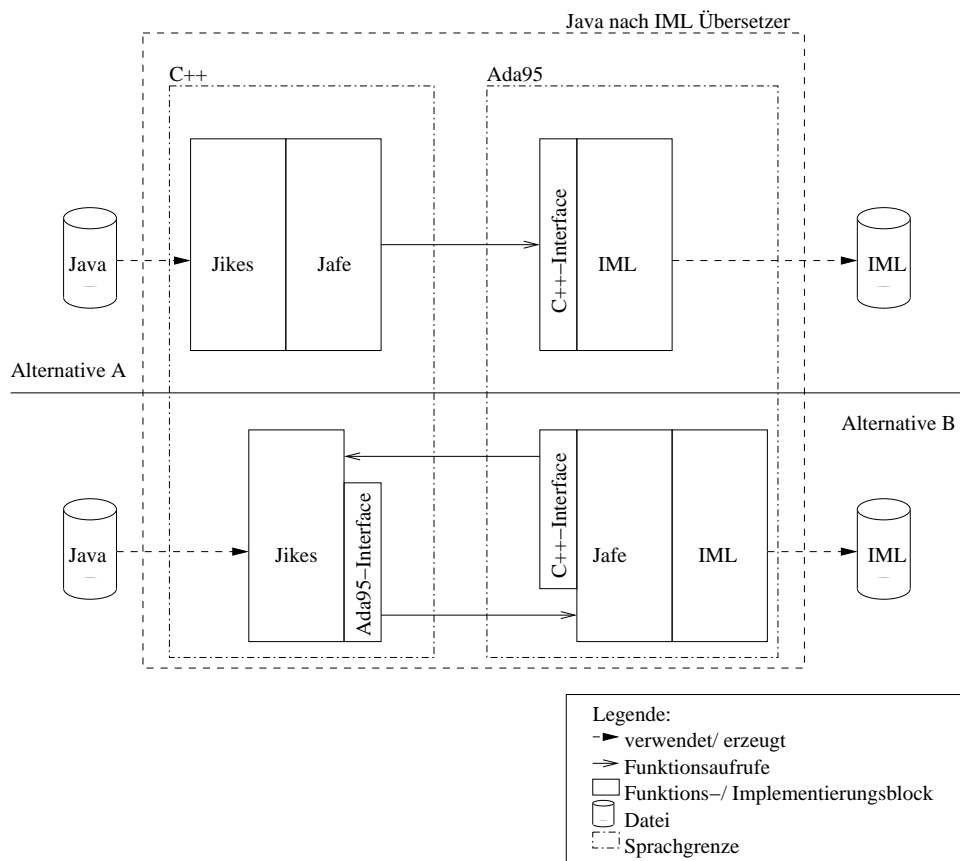 Java nach IML Übersetzer
C++
Ada95
Java
Jikes
Jafe
C++−Interface
IML
IML
Alternative A
Alternative B
Java
Jikes
Ada95−Interface
C++−Interface
Jafe
IML
IML
Legende:
verwendet/ erzeugt
Funktionsaufrufe
Funktions−/ Implementierungsblock
Datei
Sprachgrenze